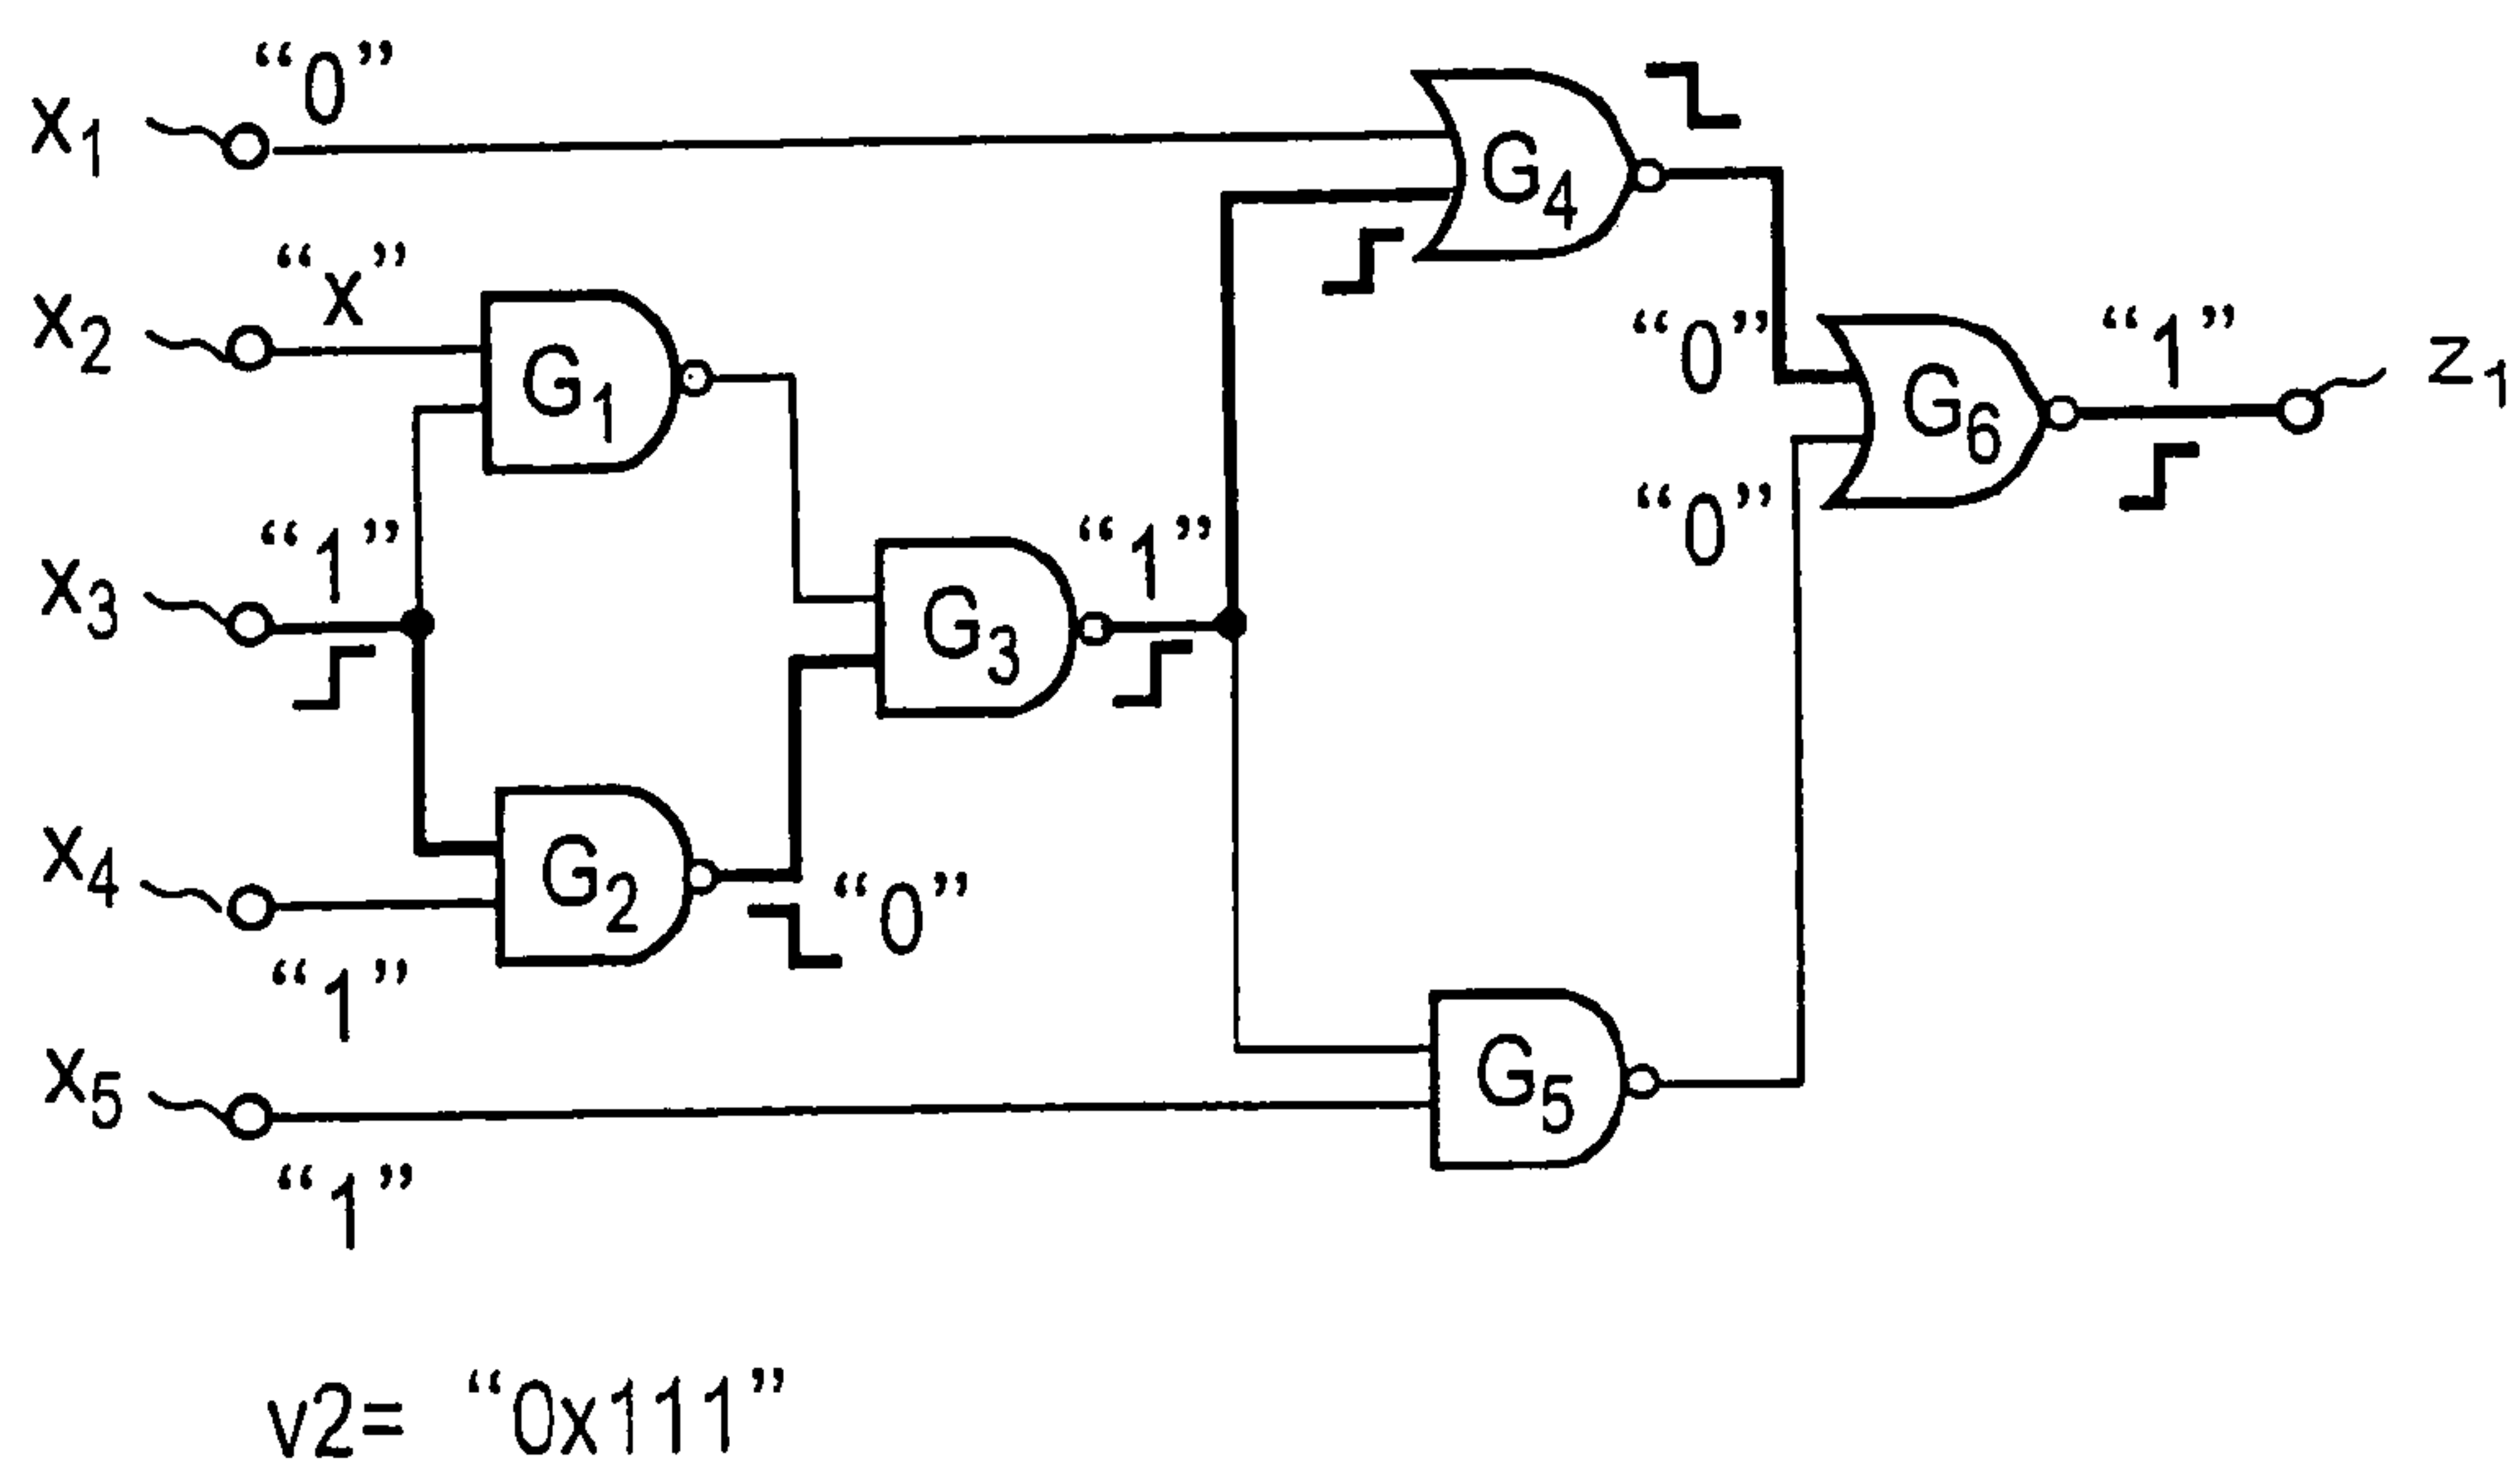 “0”
x1
“x”
x2
G1
“1”
x3
G2
“0”
x4
“1”
x5
“1”
G3
“1”
G4
“0”
“0”
G6
“1”
z1
G5
v2= “0x111”